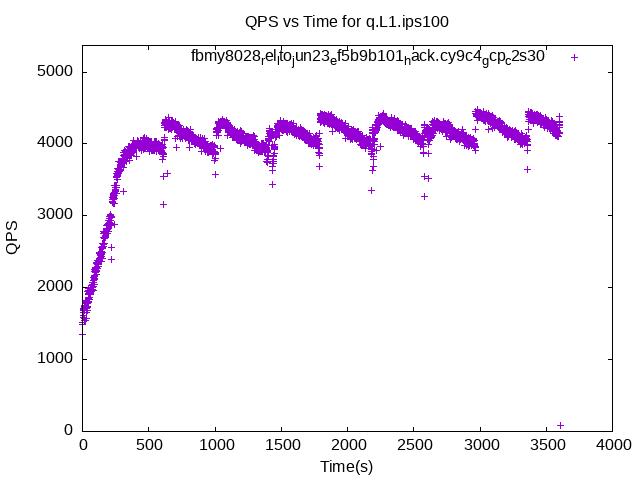 QPS vs Time for q.L1.ips100
fbmy8028relitojun23ef5b9b101hack.cy9c4gcpc2s30
5000
4000
3000
2000
1000
0
QPS
0 500 1000 1500 2000 2500 3000 3500 4000
Time(s)